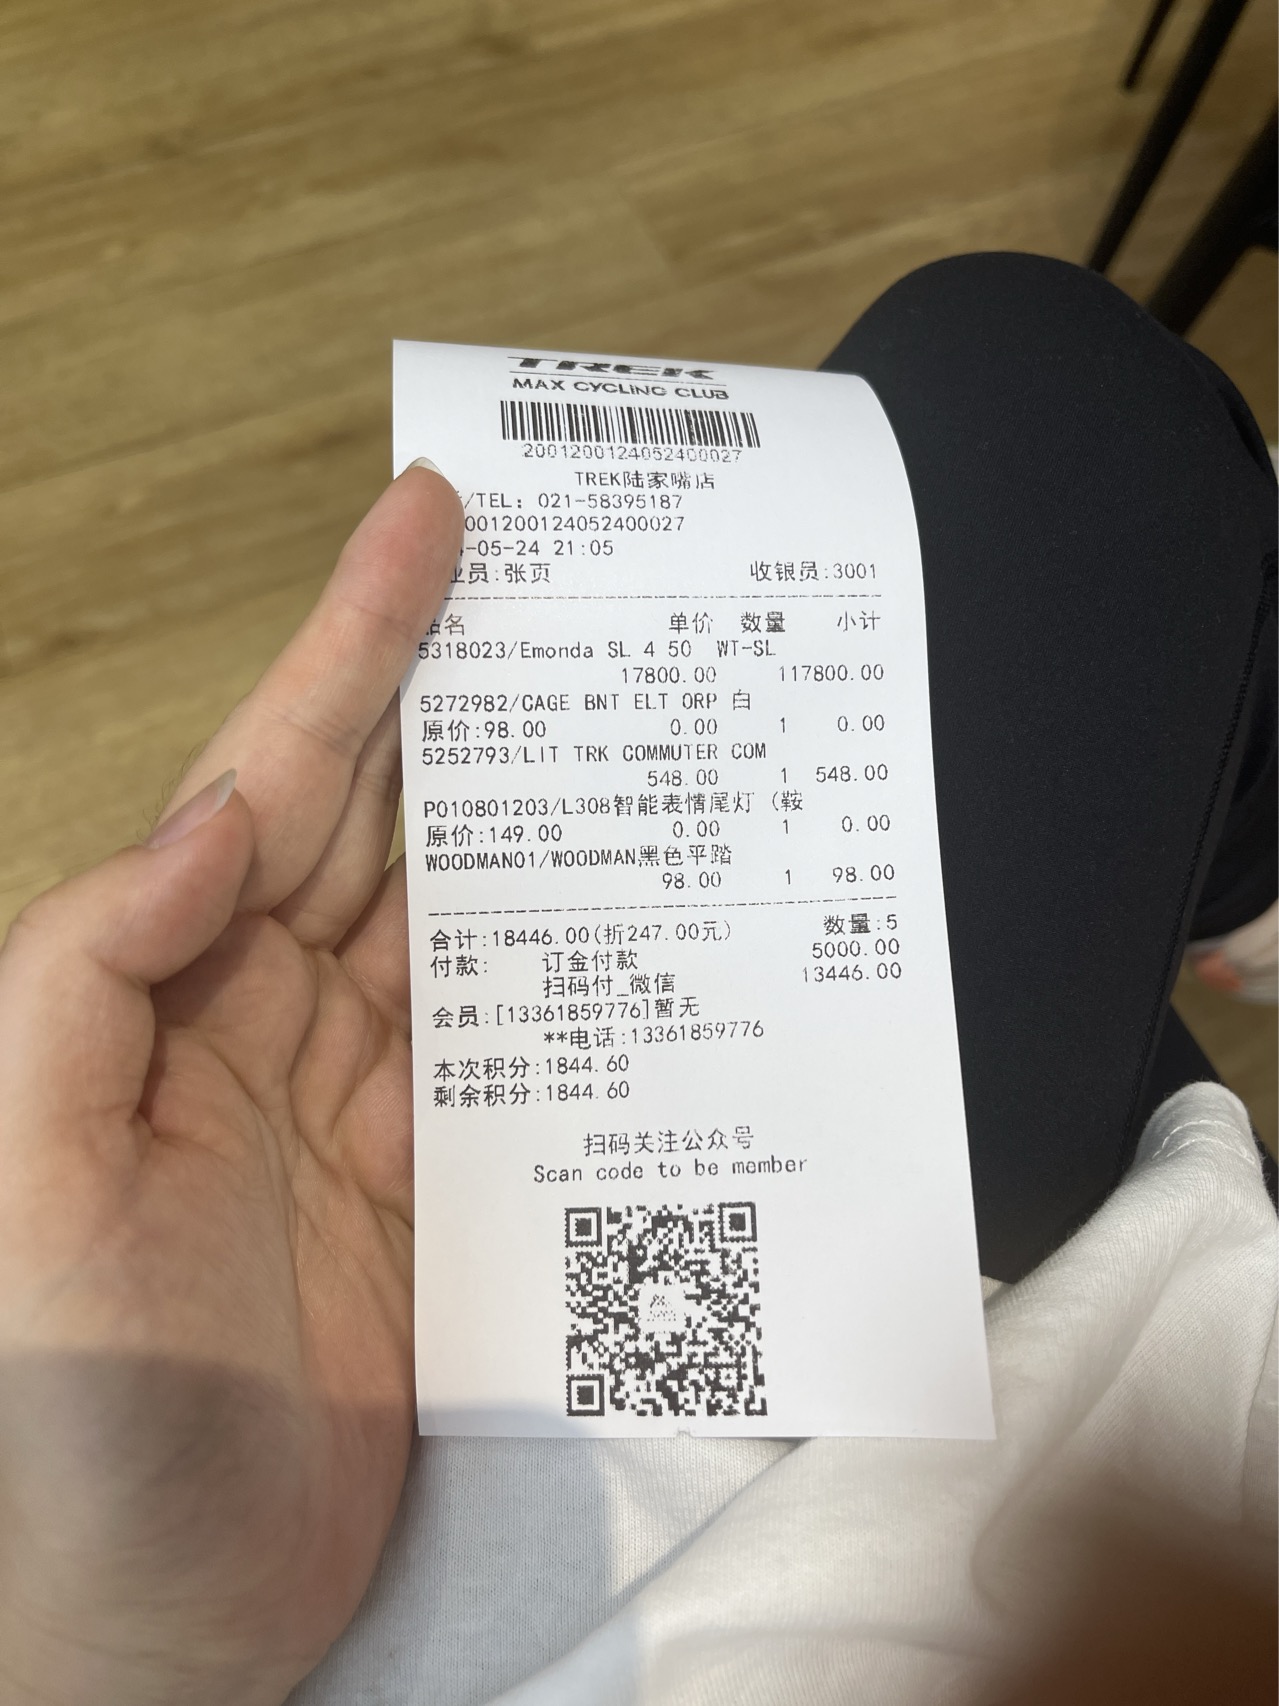 TREK
MAX CYCLING CLUB
2001200124052400027
TREK陆家嘴店
/TEL: 021-58395187
001200124052400027
-05-24 21:05
业员:张页 收银员:3001
品名 单价 数量 小计
5318023/Emonda SL 4 50 WT-SL
17800.00 117800.00
5272982/CAGE BNT ELT ORP 白
原价:98.00 0.00 1 0.00
5252793/LIT TRK COMMUTER COM
548.00 1 548.00
P010801203/L308智能表情尾灯 (鞍
原价:149.00 0.00 1 0.00
WOODMAN01/WOODMAN黑色平踏
98.00 1 98.00
合计:18446.00(折247.00元) 数量:5
付款: 订金付款 5000.00
扫码付_微信 13446.00
会员:[13361859776]暂无
**电话:13361859776
本次积分:1844.60
剩余积分:1844.60
扫码关注公众号
Scan code to be member